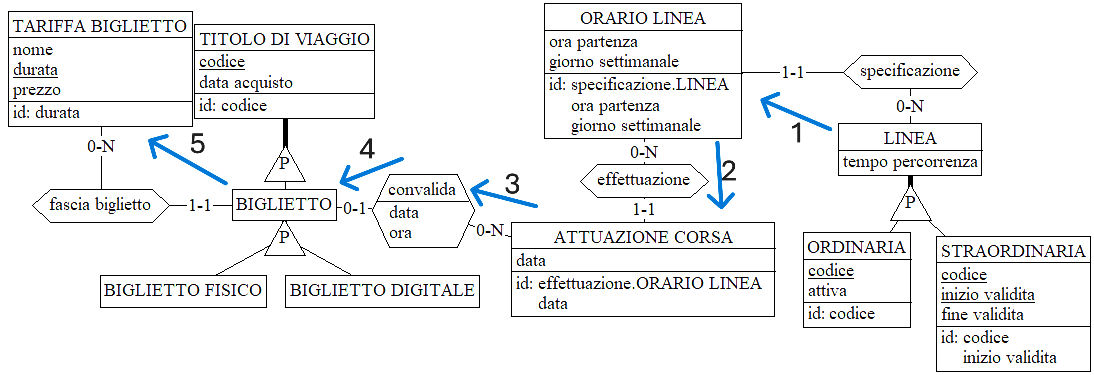 TARIFFA BIGLIETTO
nome
durata
prezzo
id: durata
TITOLO DI VIAGGIO
codice
data acquisto
id: codice
ORARIO LINEA
ora partenza
giorno settimanale
id: specificazione.LINEA
ora partenza
giorno settimanale
1-1
specificazione
0-N
1
LINEA
tempo percorrenza
P
ORDINARIA
codice
attiva
id: codice
STRAORDINARIA
codice
inizio validita
fine validita
id: codice
inizio validita
0-N
2
effettuazione
1-1
ATTUAZIONE CORSA
data
id: effettuazione.ORARIO LINEA
data
0-N
3
convalida
data
ora
0-1
4
P
BIGLIETTO
P
BIGLIETTO FISICO
BIGLIETTO DIGITALE
1-1
5
fascia biglietto
0-N